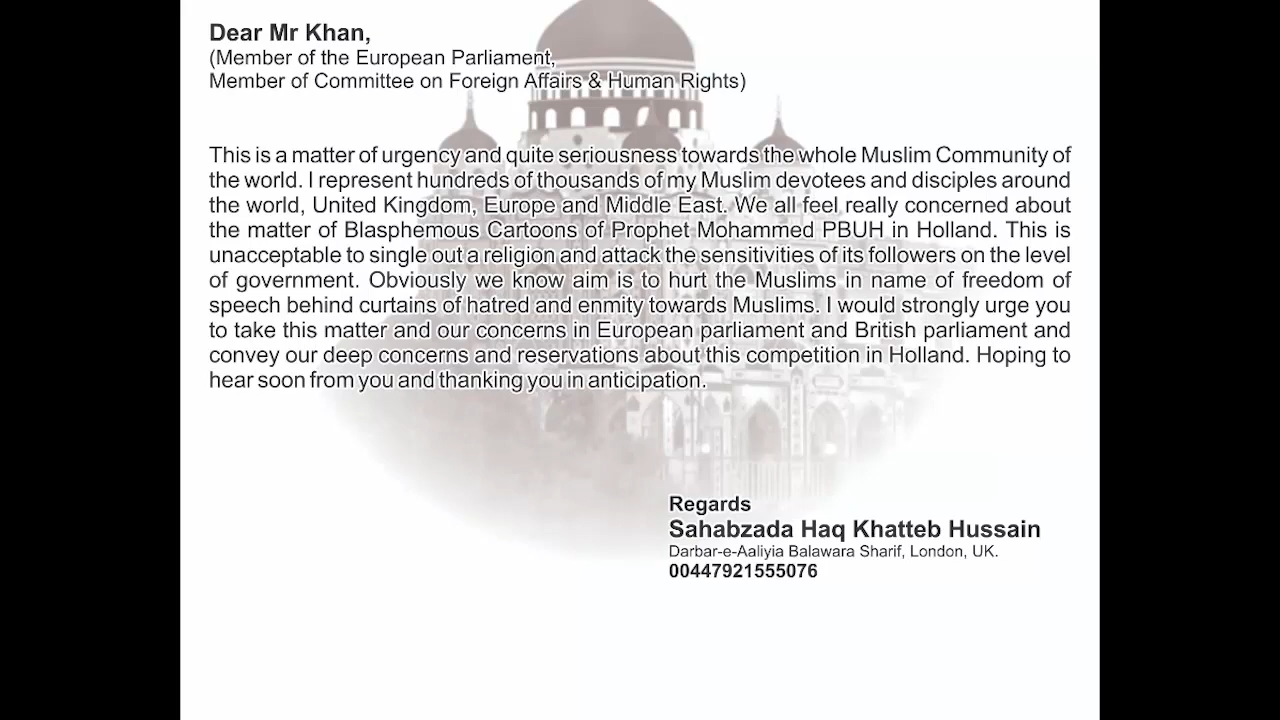 Dear Mr Khan,
(Member of the European Parliament,
Member of Committee on Foreign Affairs & Human Rights)
This is a matter of urgency and quite seriousness towards the whole Muslim Community of
the world. I represent hundreds of thousands of my Muslim devotees and disciples around
the world, United Kingdom, Europe and Middle East. We all feel really concerned about
the matter of Blasphemous Cartoons of Prophet Mohammed PBUH in Holland. This is
unacceptable to single out a religion and attack the sensitivities of its followers on the level
of government. Obviously we know aim is to hurt the Muslims in name of freedom of
speech behind curtains of hatred and enmity towards Muslims. I would strongly urge you
to take this matter and our concerns in European parliament and British parliament and
convey our deep concerns and reservations about this competition in Holland. Hoping to
hear soon from you and thanking you in anticipation.
Regards
Sahabzada Haq Khatteb Hussain
Darbar-e-Aaliyia Balawara Sharif, London, UK.
00447921555076